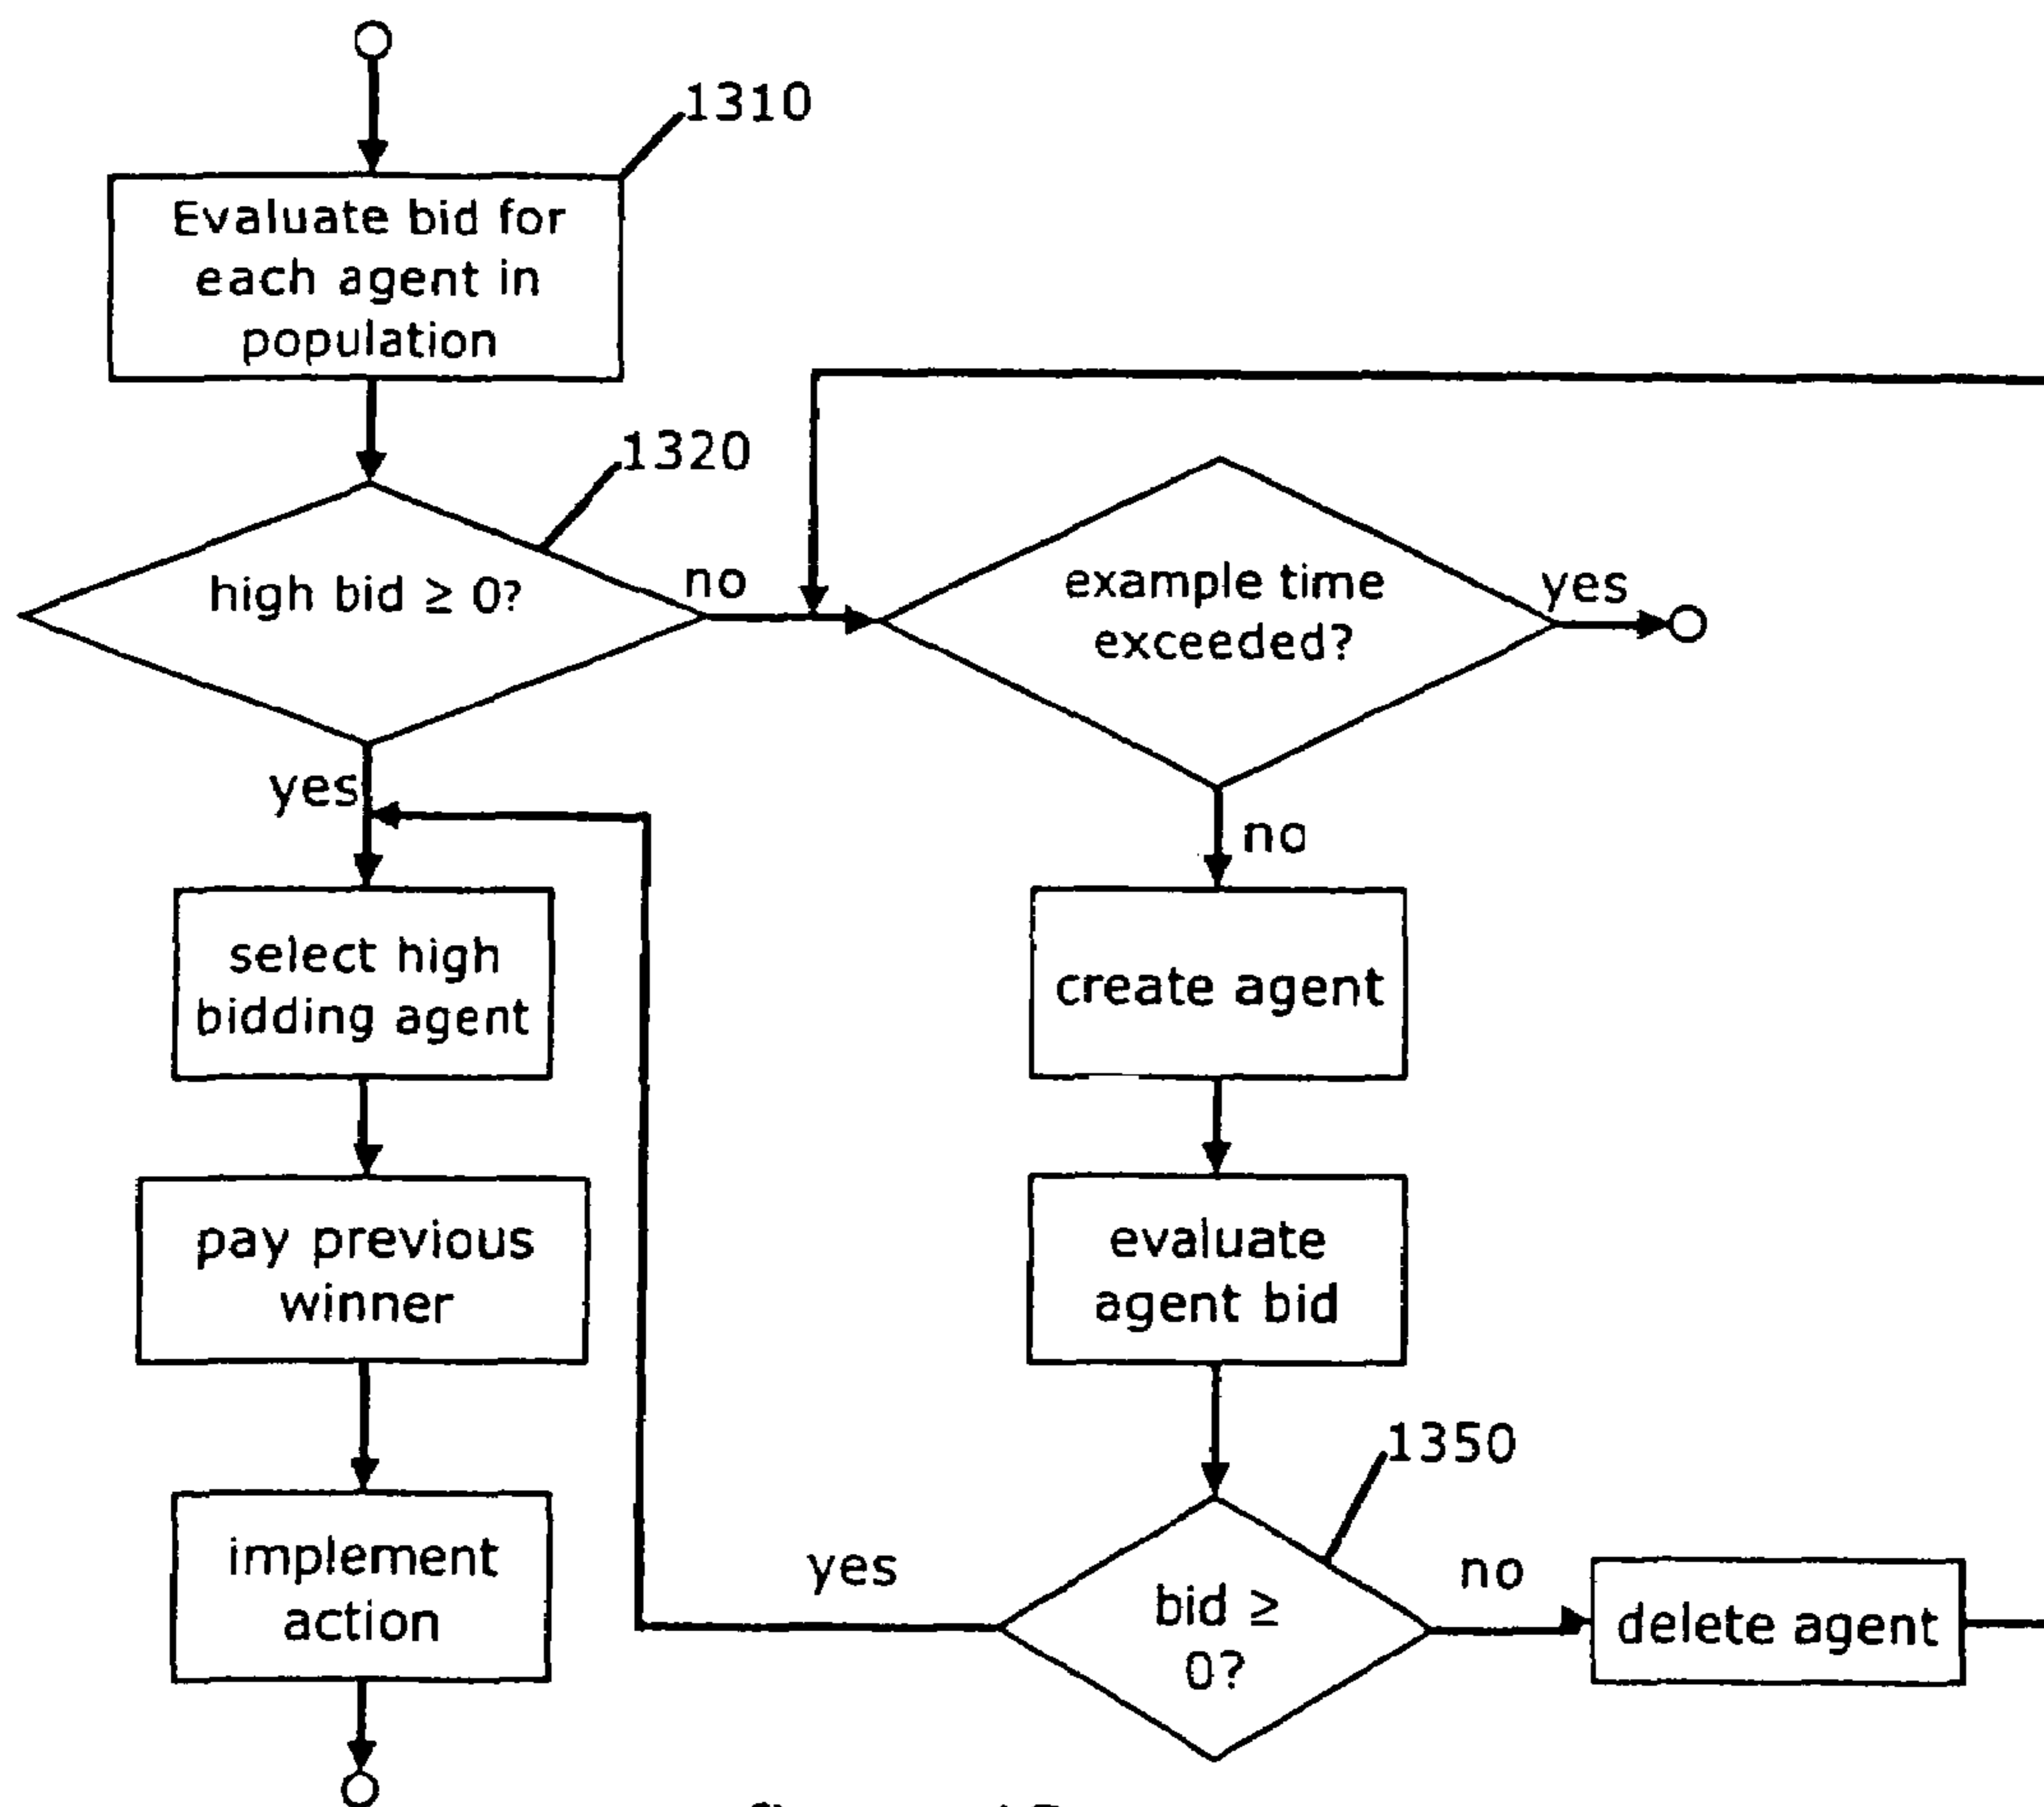 1310
Evaluate bid for
each agent in
population
1320
high bid ≥ 0?
no
example time
exceeded?
yes
yes
no
select high
bidding agent
create agent
pay previous
winner
evaluate
agent bid
1350
implement
action
yes
bid ≥
0?
no
delete agent